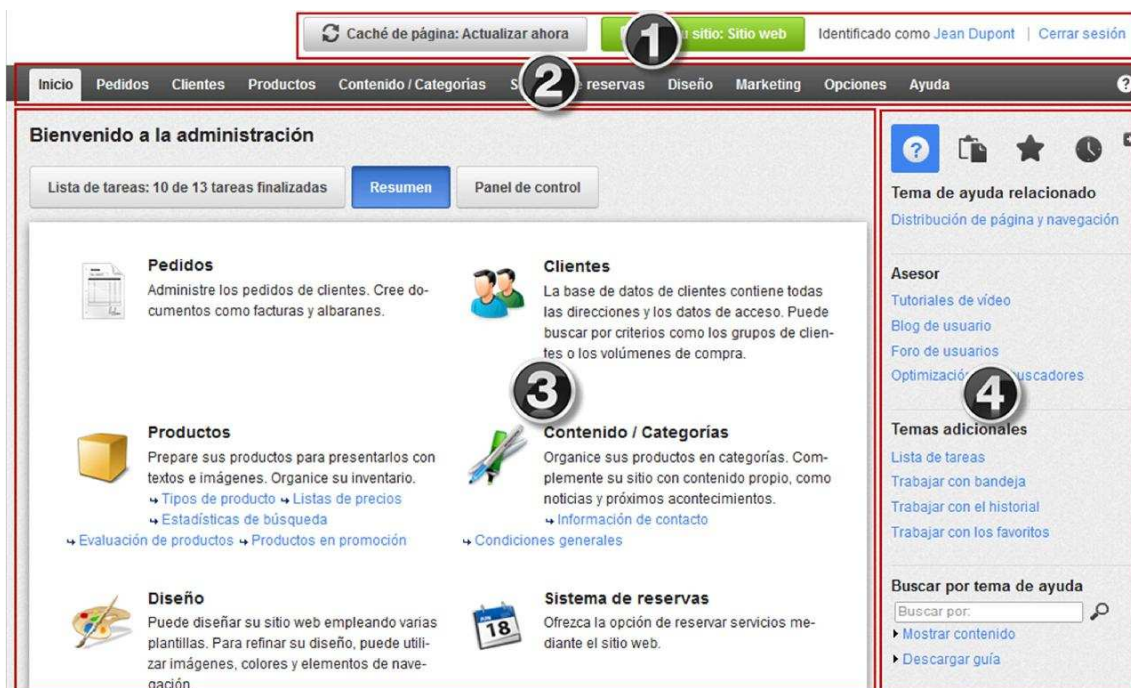 Caché de página: Actualizar ahora
sitio: Sitio web
Identificado como Jean Dupont | Cerrar sesión
1
Inicio Pedidos Clientes Productos Contenido / Categorías reservas Diseño Marketing Opciones Ayuda ?
2
Bienvenido a la administración
Lista de tareas: 10 de 13 tareas finalizadas
Resumen
Panel de control
Pedidos
Administre los pedidos de clientes. Cree do-
cumentos como facturas y albaranes.
Clientes
La base de datos de clientes contiene todas
las direcciones y los datos de acceso. Puede
buscar por criterios como los grupos de clien-
tes o los volúmenes de compra.
3
Productos
Prepare sus productos para presentarlos con
textos e imágenes. Organice su inventario.
Tipos de producto Listas de precios
Estadísticas de búsqueda
Evaluación de productos Productos en promoción
Contenido / Categorías
Organice sus productos en categorías. Com-
plemente su sitio con contenido propio, como
noticias y próximos acontecimientos.
Información de contacto
Condiciones generales
Diseño
Puede diseñar su sitio web empleando varias
plantillas. Para refinar su diseño, puede utili-
zar imágenes, colores y elementos de nave-
gación.
Sistema de reservas
Ofrezca la opción de reservar servicios me-
diante el sitio web.
JUN
18
?
Tema de ayuda relacionado
Distribución de página y navegación
Asesor
Tutoriales de vídeo
Blog de usuario
Foro de usuarios
Optimización buscadores
4
Temas adicionales
Lista de tareas
Trabajar con bandeja
Trabajar con el historial
Trabajar con los favoritos
Buscar por tema de ayuda
Buscar por:
Mostrar contenido
Descargar guía